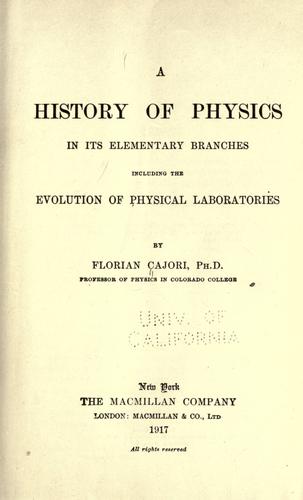 A
HISTORY OF PHYSICS
IN ITS ELEMENTARY BRANCHES
INCLUDING THE
EVOLUTION OF PHYSICAL LABORATORIES
BY
FLORIAN CAJORI, PH.D.
PROFESSOR OF PHYSICS IN COLORADO COLLEGE
UNIV. OF
CALIFORNIA
New York
THE MACMILLAN COMPANY
LONDON: MACMILLAN & CO., LTD
1917
All rights reserved